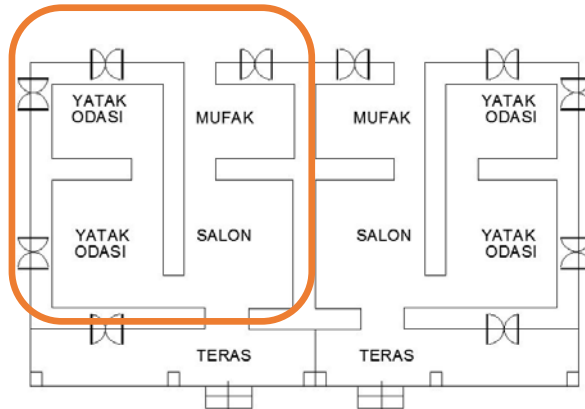 YATAK
ODASI
MUFAK
MUFAK
YATAK
ODASI
YATAK
ODASI
SALON
SALON
YATAK
ODASI
TERAS
TERAS